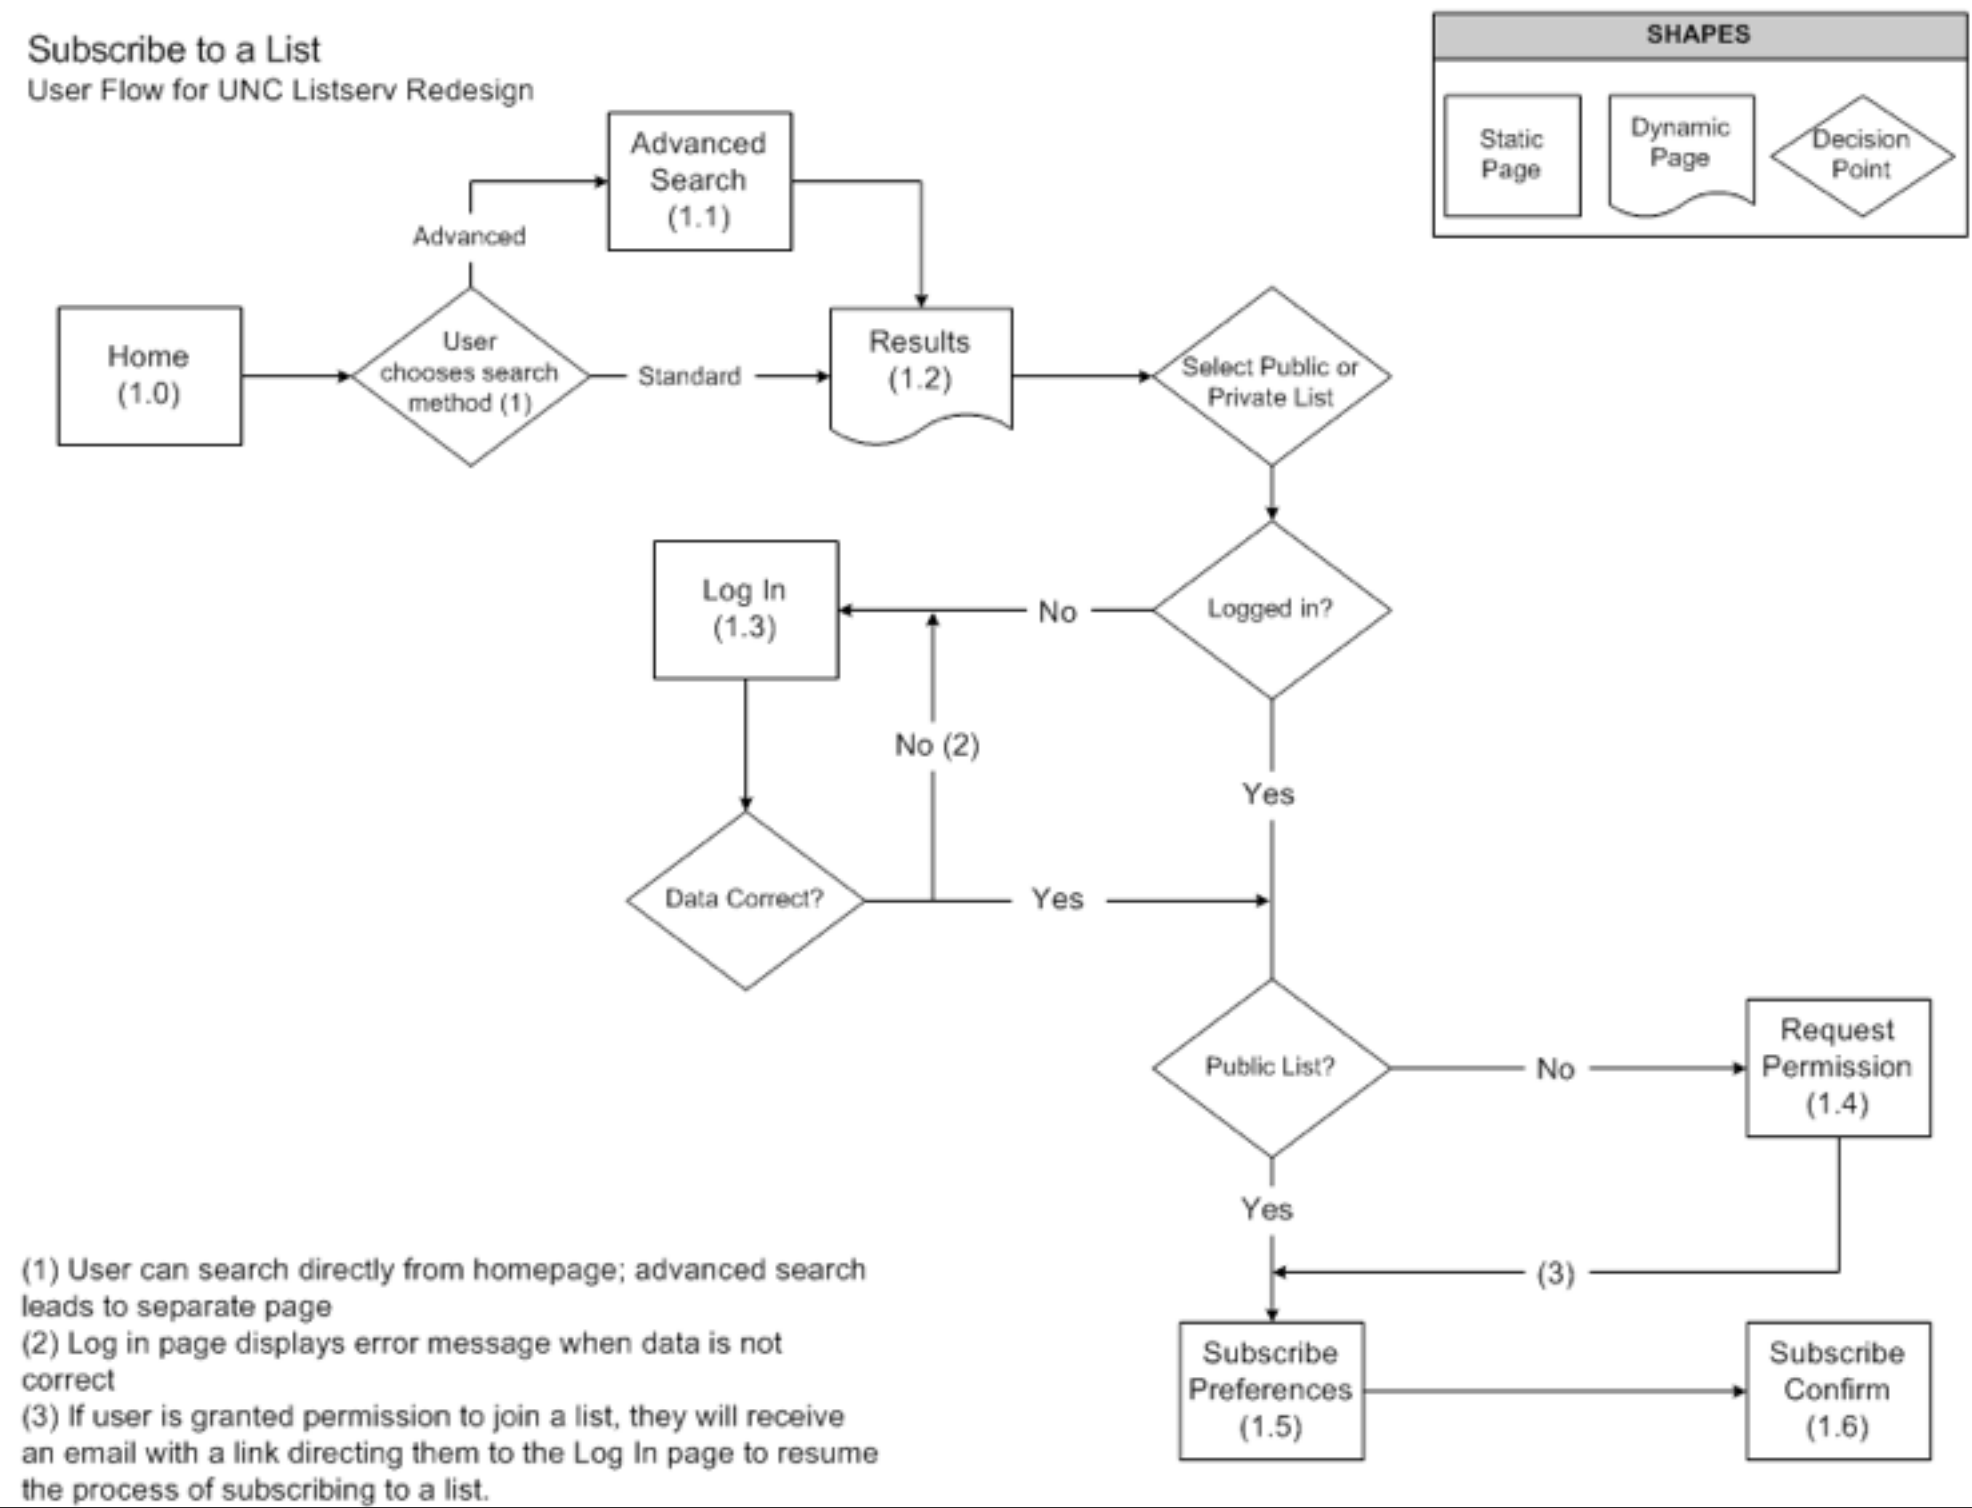 Subscribe to a List
User Flow for UNC Listserv Redesign
SHAPES
Static
Page
Dynamic
Page
Decision
Point
Advanced
Search
(1.1)
Advanced
Home
(1.0)
User
chooses search
method (1)
Standard
Results
(1.2)
Select Public or
Private List
Log In
(1.3)
No
Logged in?
No (2)
Yes
Data Correct?
Yes
Public List?
No
Request
Permission
(1.4)
Yes
(3)
Subscribe
Preferences
(1.5)
Subscribe
Confirm
(1.6)
(1) User can search directly from homepage; advanced search
leads to separate page
(2) Log in page displays error message when data is not
correct
(3) If user is granted permission to join a list, they will receive
an email with a link directing them to the Log In page to resume
the process of subscribing to a list.